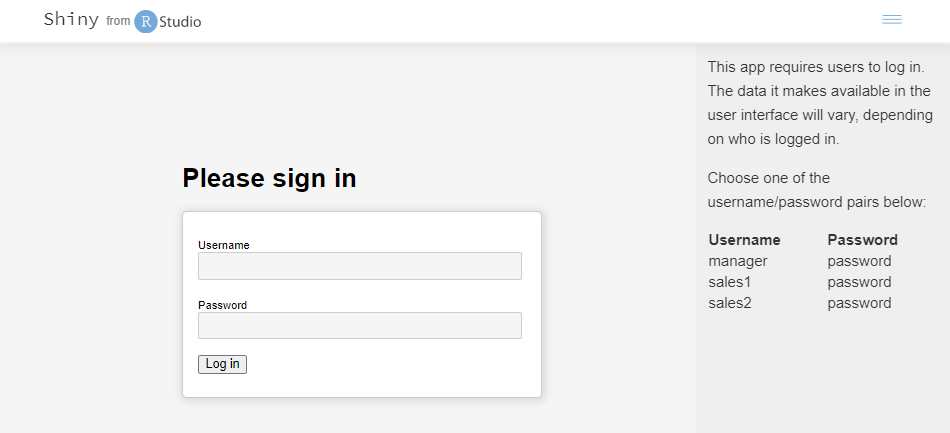 Shiny from R Studio
Please sign in
Username
Password
Log in
This app requires users to log in.
The data it makes available in the
user interface will vary, depending
on who is logged in.
Choose one of the
username/password pairs below:
Username Password
manager password
sales1 password
sales2 password